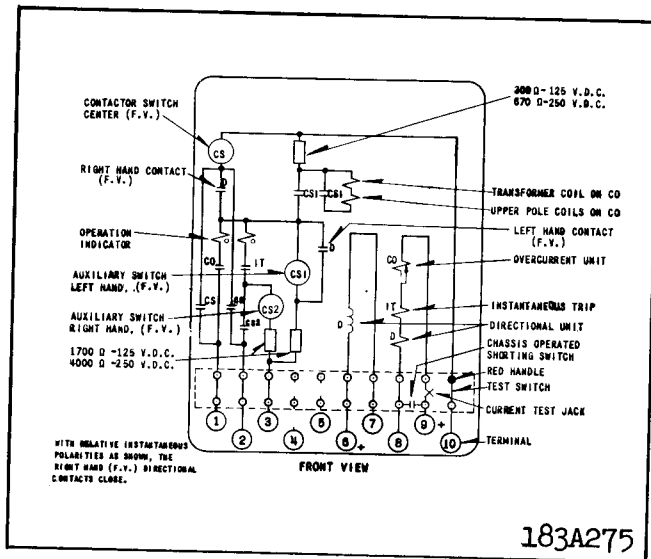 300 Ω-125 V.D.C.
670 Ω-250 V.D.C.
CONTACTOR SWITCH
CENTER (F.V.)
CS
RIGHT HAND CONTACT
(F.V.)
D
CS1
CS1
TRANSFORMER COIL ON CO
UPPER POLE COILS ON CO
LEFT HAND CONTACT
(F.V.)
OPERATION
INDICATOR
D
OVERCURRENT UNIT
CO
IT
CO
AUXILIARY SWITCH
LEFT HAND, (F.V.)
CS1
CS
CS
IT
INSTANTANEOUS TRIP
AUXILIARY SWITCH
RIGHT HAND, (F.V.)
CS2
CS2
D
D
DIRECTIONAL UNIT
CHASSIS OPERATED
SHORTING SWITCH
1700 Ω -125 V.D.C.
4000 Ω -250 V.D.C.
RED HANDLE
TEST SWITCH
CURRENT TEST JACK
1 2 3 4 5 6 + 7 8 9 + 10
TERMINAL
WITH RELATIVE INSTANTANEOUS
POLARITIES AS SHOWN, THE
RIGHT HAND (F.V.) DIRECTIONAL
CONTACTS CLOSE.
FRONT VIEW
183A275